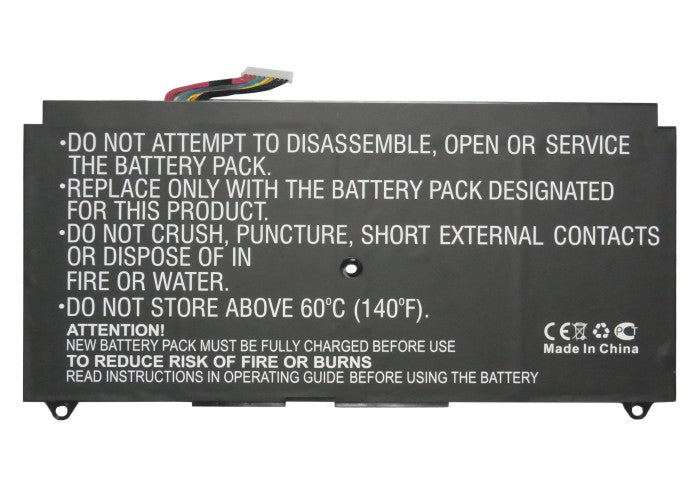 •DO NOT ATTEMPT TO DISASSEMBLE, OPEN OR SERVICE
THE BATTERY PACK.
•REPLACE ONLY WITH THE BATTERY PACK DESIGNATED
FOR THIS PRODUCT.
•DO NOT CRUSH, PUNCTURE, SHORT EXTERNAL CONTACTS
OR DISPOSE OF IN
FIRE OR WATER.
•DO NOT STORE ABOVE 60°C (140°F).
ATTENTION!
NEW BATTERY PACK MUST BE FULLY CHARGED BEFORE USE
TO REDUCE RISK OF FIRE OR BURNS
READ INSTRUCTIONS IN OPERATING GUIDE BEFORE USING THE BATTERY
CE
Made In China